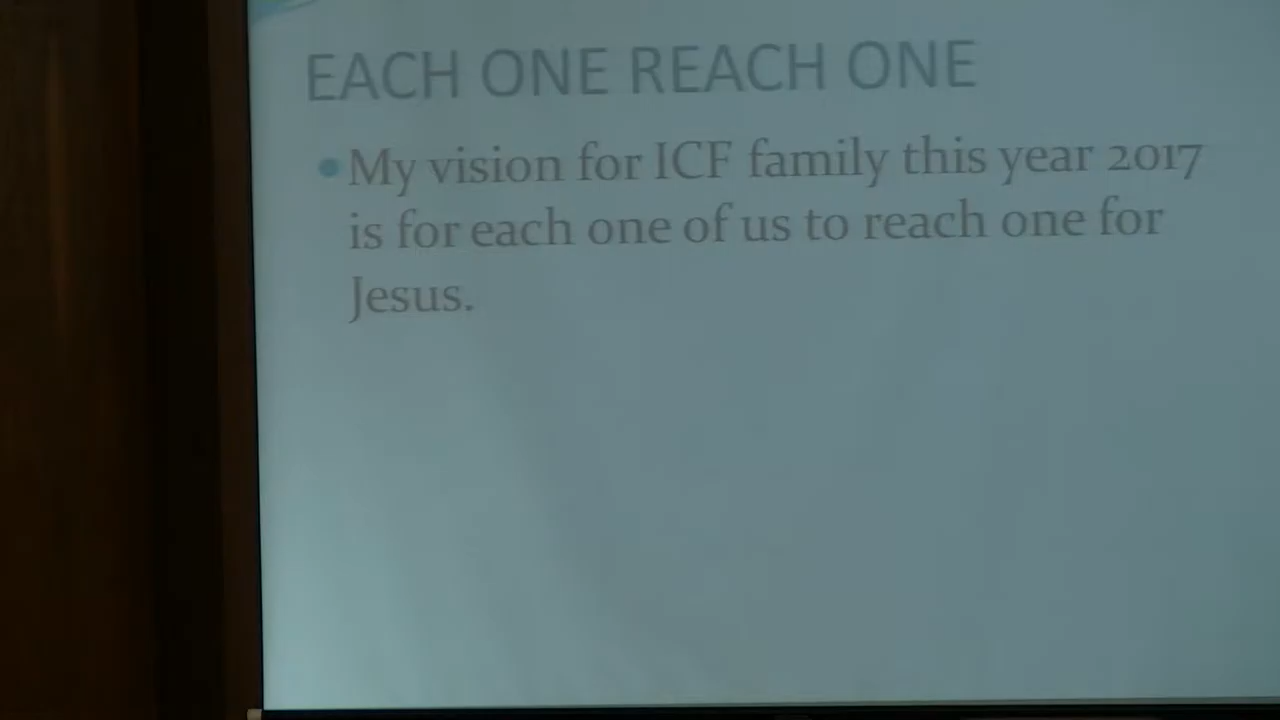 EACH ONE REACH ONE
• My vision for ICF family this year 2017
is for each one of us to reach one for
Jesus.